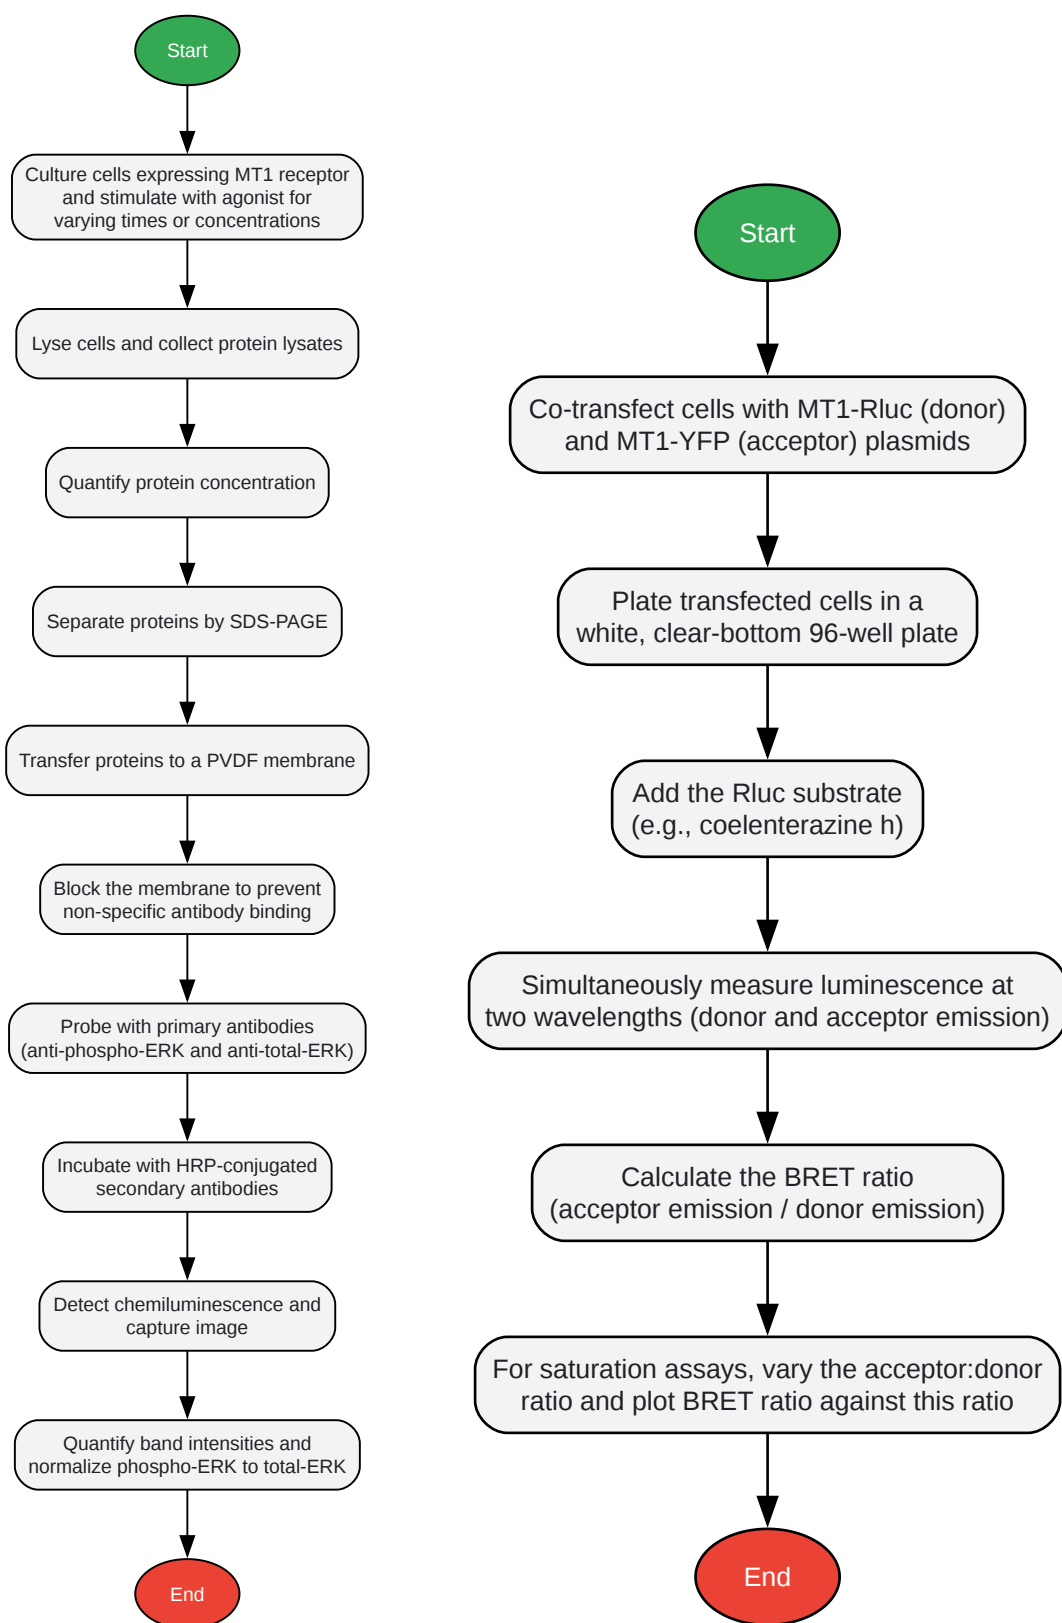 Start
Culture cells expressing MT1 receptor
and stimulate with agonist for
varying times or concentrations
Lyse cells and collect protein lysates
Quantify protein concentration
Separate proteins by SDS-PAGE
Transfer proteins to a PVDF membrane
Block the membrane to prevent
non-specific antibody binding
Probe with primary antibodies
(anti-phospho-ERK and anti-total-ERK)
Incubate with HRP-conjugated
secondary antibodies
Detect chemiluminescence and
capture image
Quantify band intensities and
normalize phospho-ERK to total-ERK
End
Start
Co-transfect cells with MT1-Rluc (donor)
and MT1-YFP (acceptor) plasmids
Plate transfected cells in a
white, clear-bottom 96-well plate
Add the Rluc substrate
(e.g., coelenterazine h)
Simultaneously measure luminescence at
two wavelengths (donor and acceptor emission)
Calculate the BRET ratio
(acceptor emission / donor emission)
For saturation assays, vary the acceptor:donor
ratio and plot BRET ratio against this ratio
End